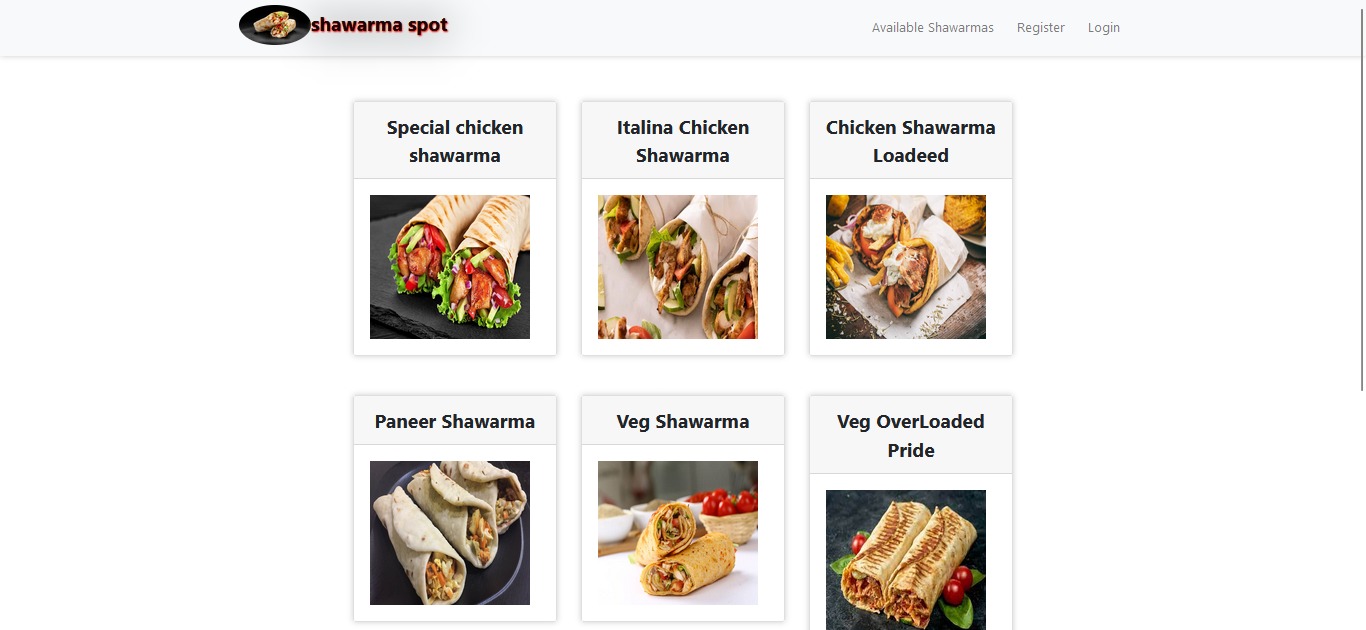 shawarma spot
Available Shawarmas Register Login
Special chicken
shawarma
Italina Chicken
Shawarma
Chicken Shawarma
Loadeed
Paneer Shawarma
Veg Shawarma
Veg OverLoaded
Pride